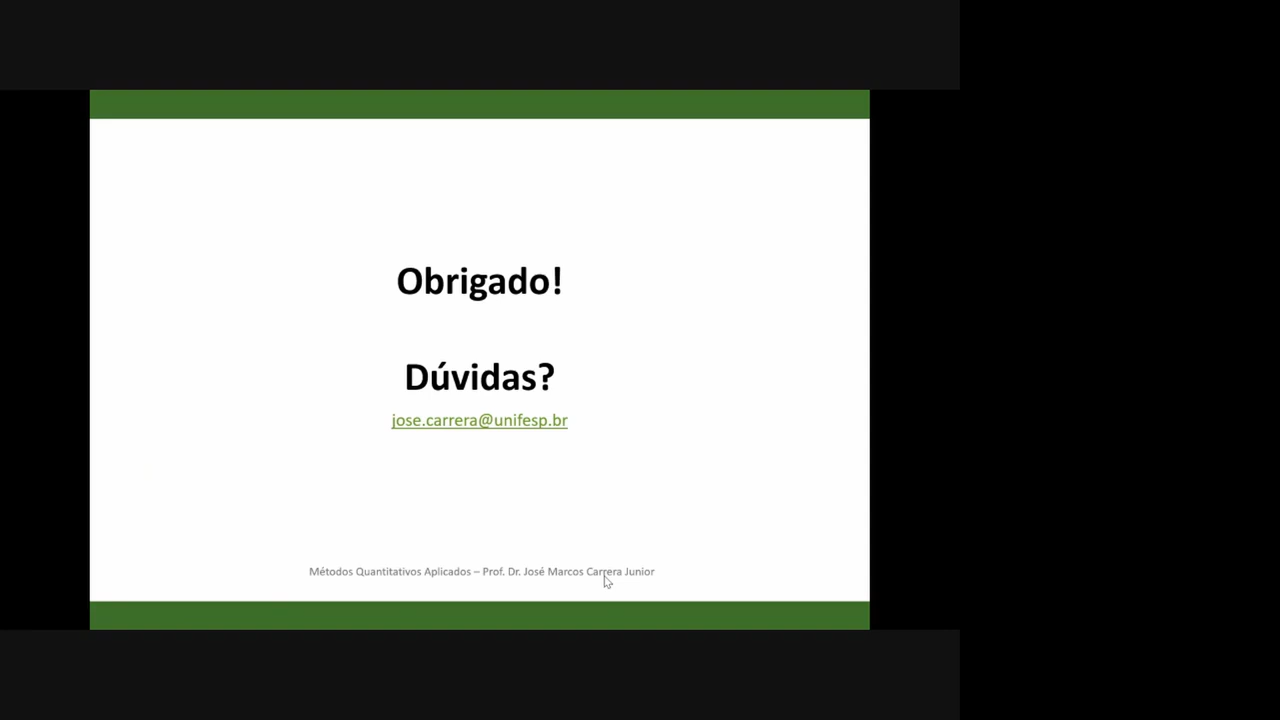 Obrigado!
Dúvidas?
jose.carrera@unifesp.br
Métodos Quantitativos Aplicados – Prof. Dr. José Marcos Carrera Junior